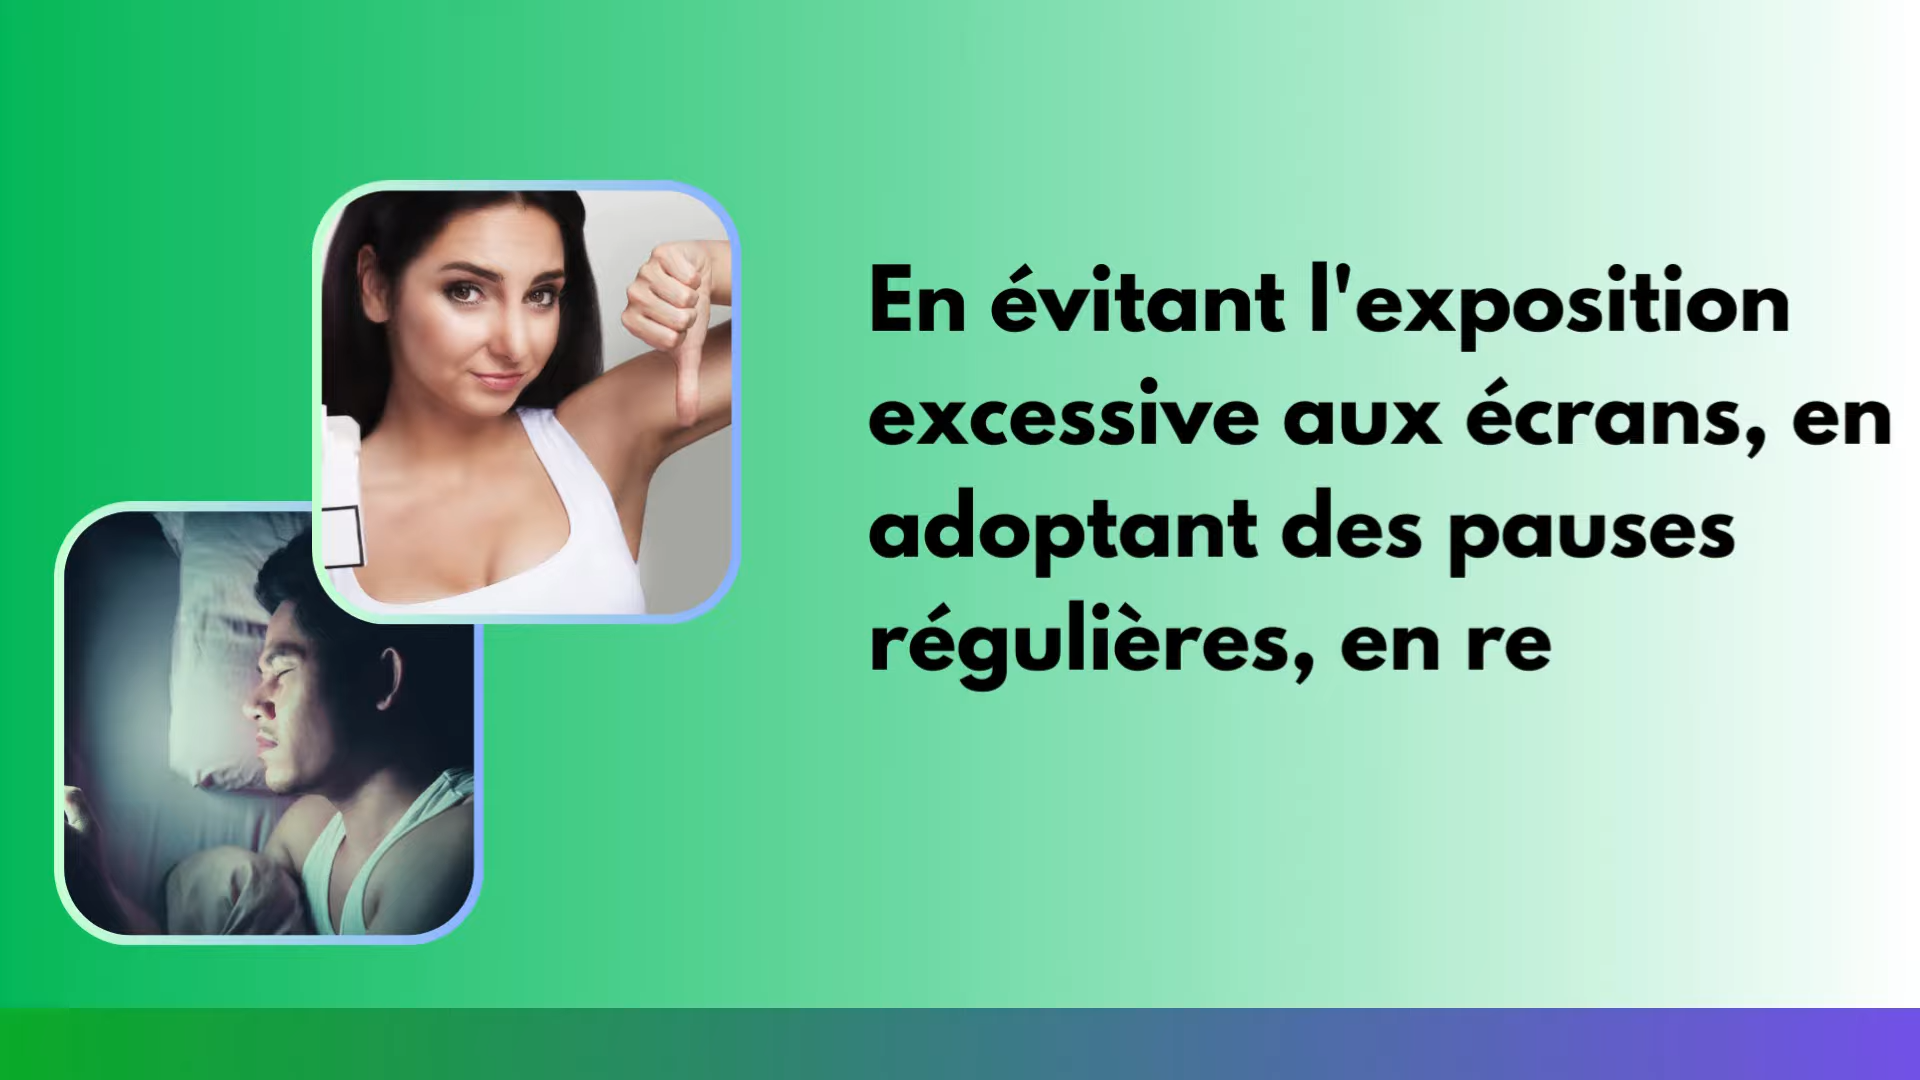 En évitant l'exposition
excessive aux écrans, en
adoptant des pauses
régulières, en re